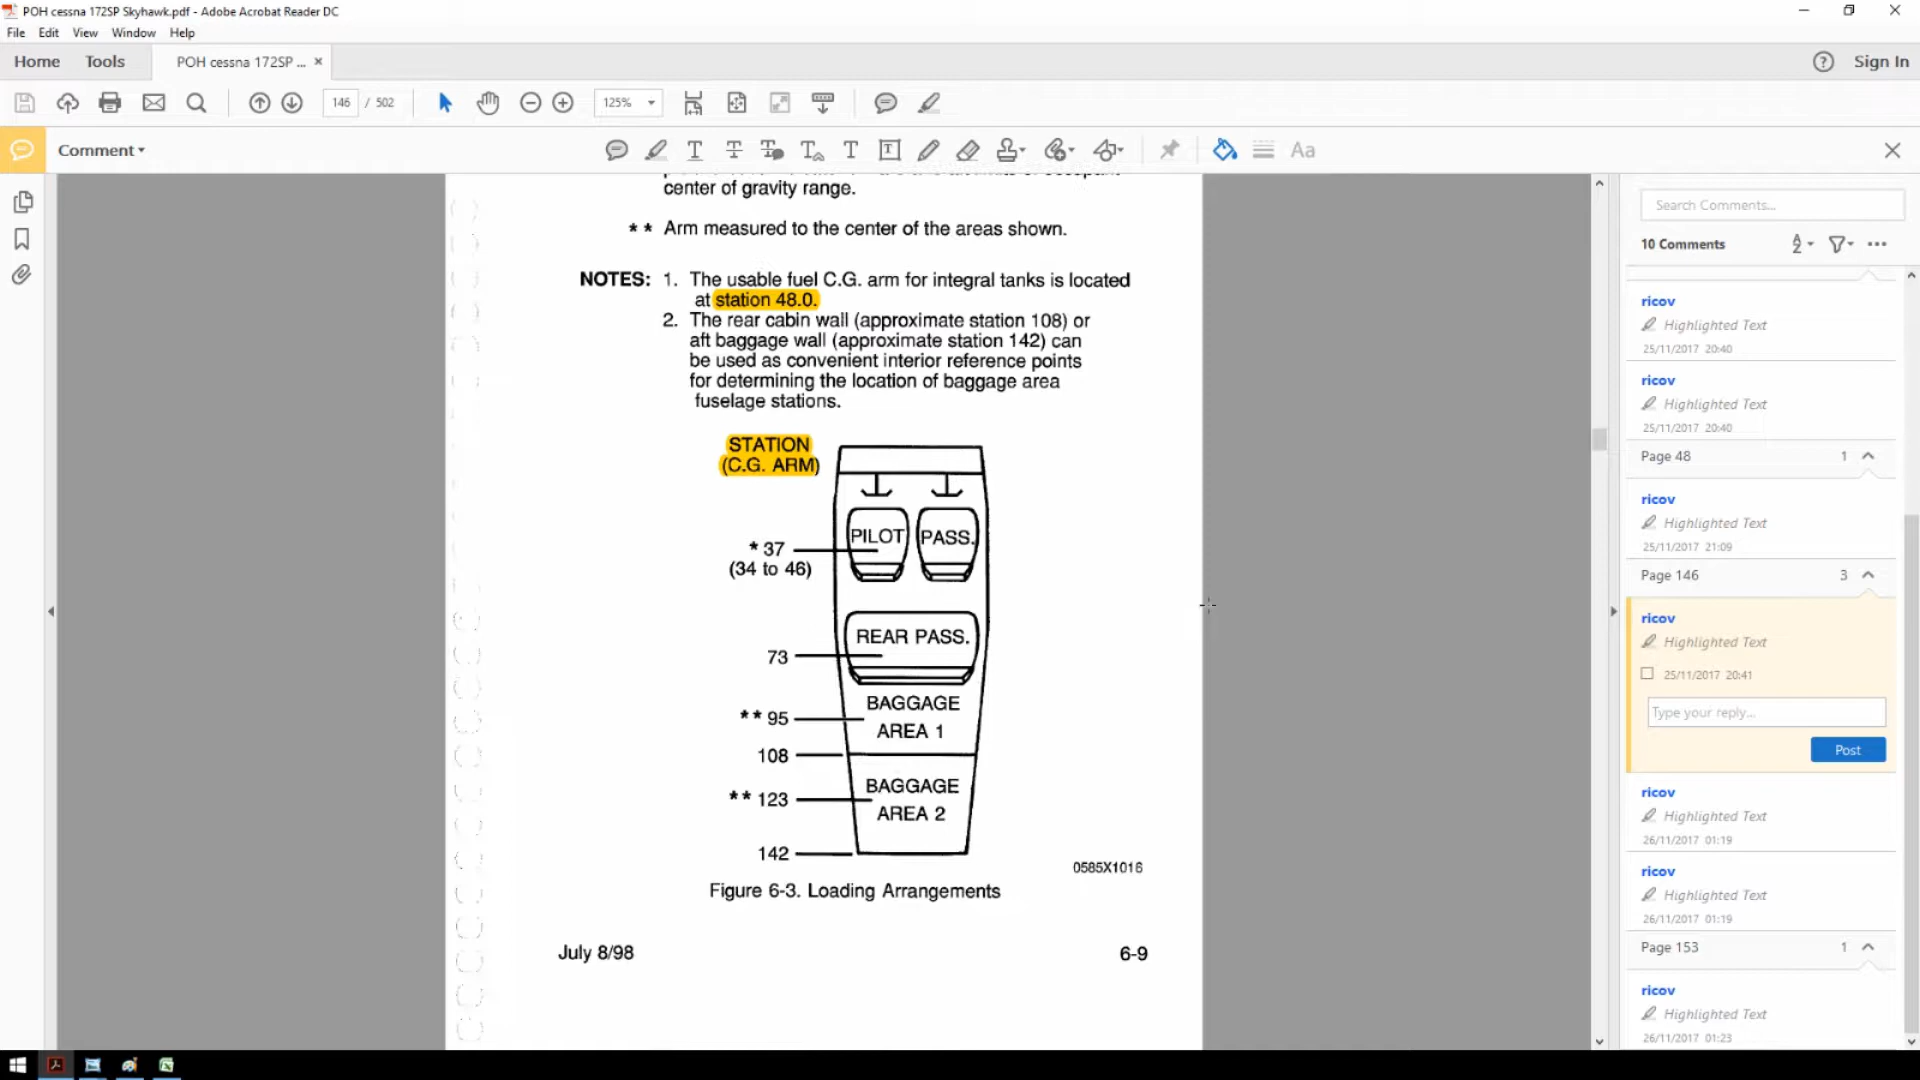 POH cessna 172SP Skyhawk.pdf - Adobe Acrobat Reader DC
File Edit View Window Help
Home Tools POH cessna 172SP ... × Sign In
146 / 502 125%
Comment
center of gravity range.
** Arm measured to the center of the areas shown.
NOTES: 1. The usable fuel C.G. arm for integral tanks is located
at station 48.0.
2. The rear cabin wall (approximate station 108) or
aft baggage wall (approximate station 142) can
be used as convenient interior reference points
for determining the location of baggage area
fuselage stations.
STATION
(C.G. ARM)
PILOT PASS.
* 37
(34 to 46)
REAR PASS.
73
BAGGAGE
** 95
AREA 1
108
BAGGAGE
** 123
AREA 2
142
0585X1016
Figure 6-3. Loading Arrangements
July 8/98 6-9
Search Comments...
10 Comments
ricov
Highlighted Text
25/11/2017 20:40
ricov
Highlighted Text
25/11/2017 20:40
Page 48 1
ricov
Highlighted Text
25/11/2017 21:09
Page 146 3
ricov
Highlighted Text
25/11/2017 20:41
Type your reply...
Post
ricov
Highlighted Text
26/11/2017 01:19
ricov
Highlighted Text
26/11/2017 01:19
Page 153 1
ricov
Highlighted Text
26/11/2017 01:23